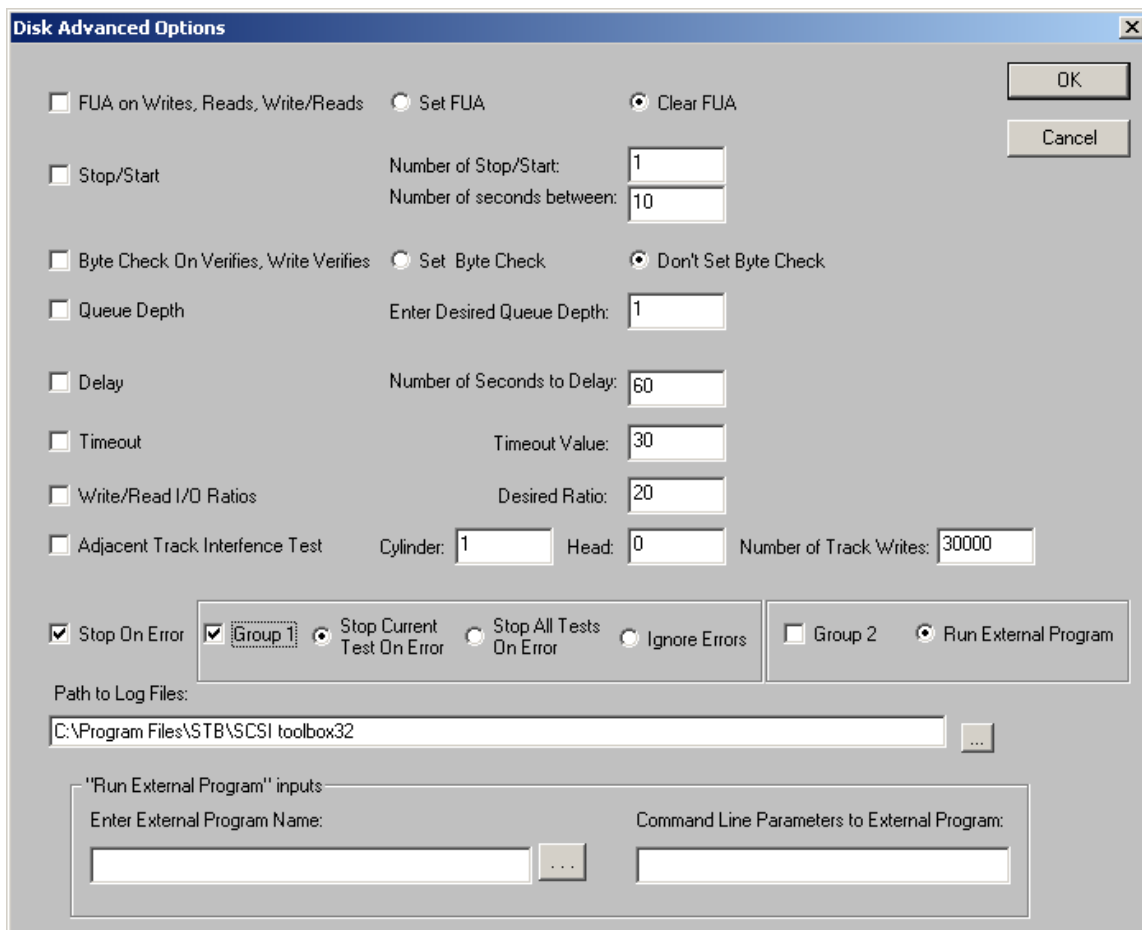 Disk Advanced Options
OK
FUA on Writes, Reads, Write/Reads Set FUA Clear FUA
Cancel
Stop/Start Number of Stop/Start: 1
Number of seconds between: 10
Byte Check On Verifies, Write Verifies Set Byte Check Don't Set Byte Check
Queue Depth Enter Desired Queue Depth: 1
Delay Number of Seconds to Delay: 60
Timeout Timeout Value: 30
Write/Read I/O Ratios Desired Ratio: 20
Adjacent Track Interfence Test Cylinder: 1 Head: 0 Number of Track Writes: 30000
Stop On Error Group 1 Stop Current Test On Error Stop All Tests On Error Ignore Errors Group 2 Run External Program
Path to Log Files:
C:\Program Files\STB\SCSI toolbox32 ...
"Run External Program" inputs
Enter External Program Name: Command Line Parameters to External Program:
...